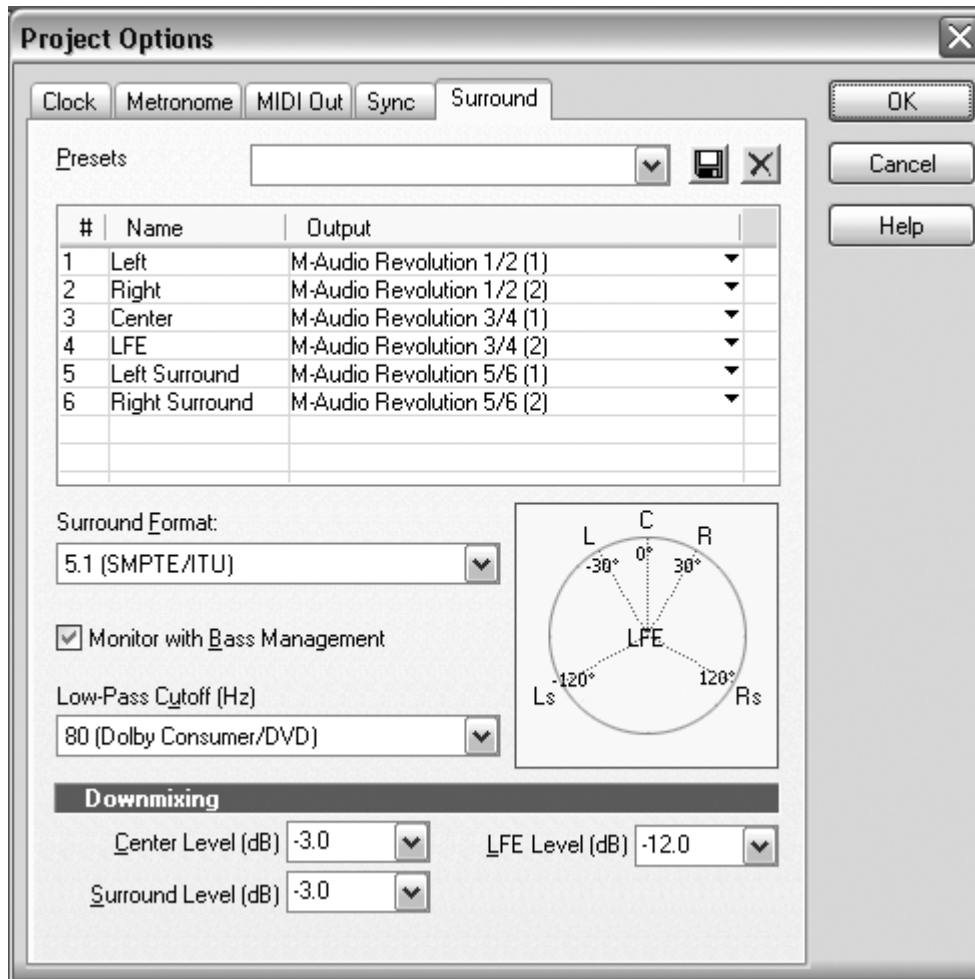 Project Options
Clock Metronome MIDI Out Sync Surround
OK
Cancel
Help
Presets
# Name Output
1 Left M-Audio Revolution 1/2 (1)
2 Right M-Audio Revolution 1/2 (2)
3 Center M-Audio Revolution 3/4 (1)
4 LFE M-Audio Revolution 3/4 (2)
5 Left Surround M-Audio Revolution 5/6 (1)
6 Right Surround M-Audio Revolution 5/6 (2)
Surround Format:
5.1 (SMPTE/ITU)
Monitor with Bass Management
Low-Pass Cutoff (Hz)
80 (Dolby Consumer/DVD)
C
L R
-30° 0° 30°
LFE
-120° 120°
Ls Rs
Downmixing
Center Level (dB) -3.0 LFE Level (dB) -12.0
Surround Level (dB) -3.0